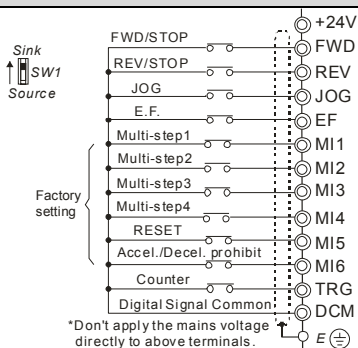 +24V
FWD/STOP FWD
Sink REV/STOP REV
SW1
Source JOG JOG
E.F. EF
Multi-step1 MI1
Multi-step2 MI2
Multi-step3 MI3
Factory
setting
Multi-step4 MI4
RESET MI5
Accel./Decel. prohibit MI6
Counter TRG
Digital Signal Common DCM
*Don't apply the mains voltage
directly to above terminals. E